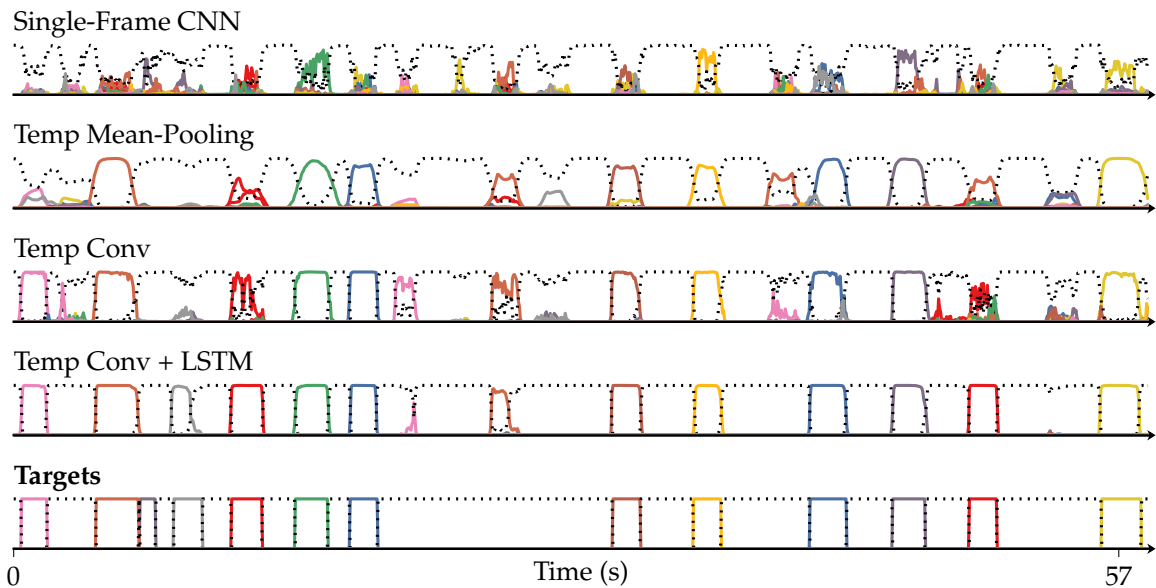 Single-Frame CNN
Temp Mean-Pooling
Temp Conv
Temp Conv + LSTM
Targets
0 Time (s) 57